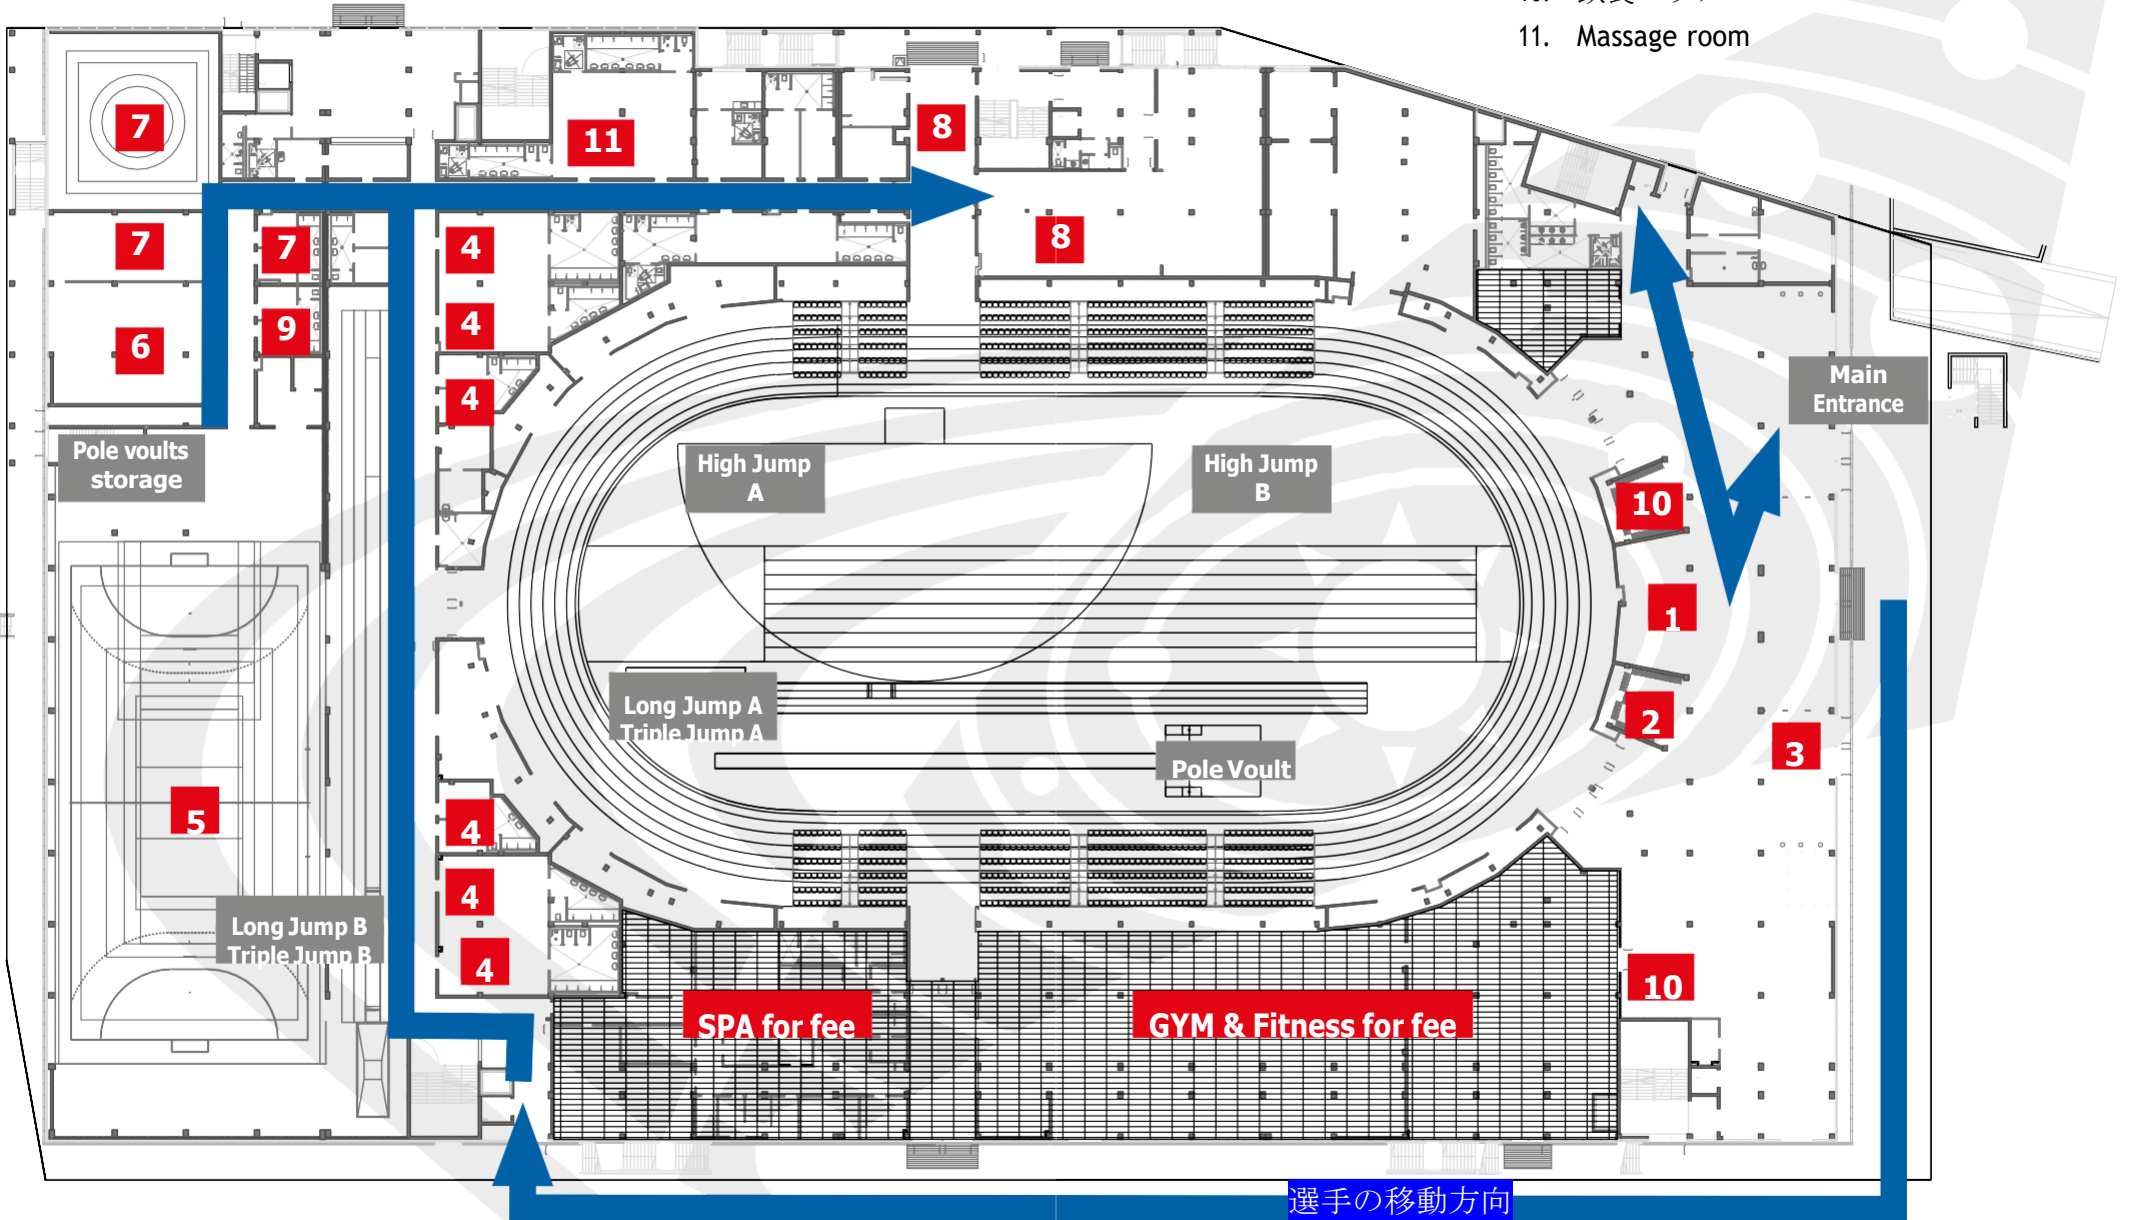 11. Massage room
7
11
8
7
7
4
8
9
4
6
4
Main
Entrance
Pole voults
storage
High Jump
A
High Jump
B
10
1
Long Jump A
Triple Jump A
2
3
Pole Voult
5
4
4
Long Jump B
Triple Jump B
4
10
SPA for fee
GYM & Fitness for fee
選手の移動方向